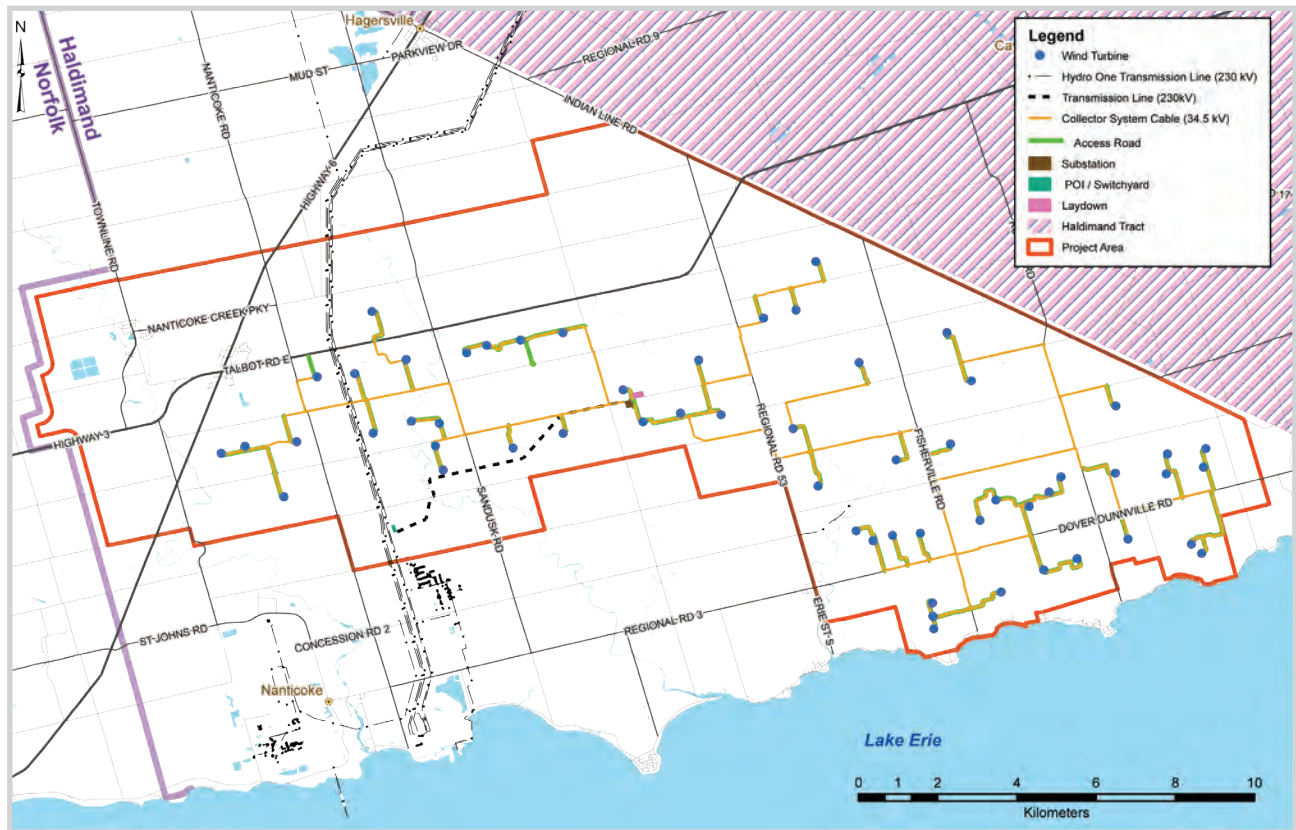 N
Hagersville
PARKVIEW DR
MUD ST
REGIONAL RD 9
Haldimand
Norfolk
NANTICOKE RD
INDIAN LINE RD
HIGHWAY 6
TOWNLINE RD
NANTICOKE CREEK PKY
TALBOT RD E
HIGHWAY 3
REGIONAL RD 53
FISHERVILLE RD
SANDUSK RD
DOVER DUNNVILLE RD
ERIE ST S
REGIONAL RD 3
CONCESSION RD 2
ST JOHNS RD
Nanticoke
Lake Erie
Legend
Wind Turbine
Hydro One Transmission Line (230 kV)
Transmission Line (230kV)
Collector System Cable (34.5 kV)
Access Road
Substation
POI / Switchyard
Laydown
Haldimand Tract
Project Area
0 1 2 4 6 8 10
Kilometers